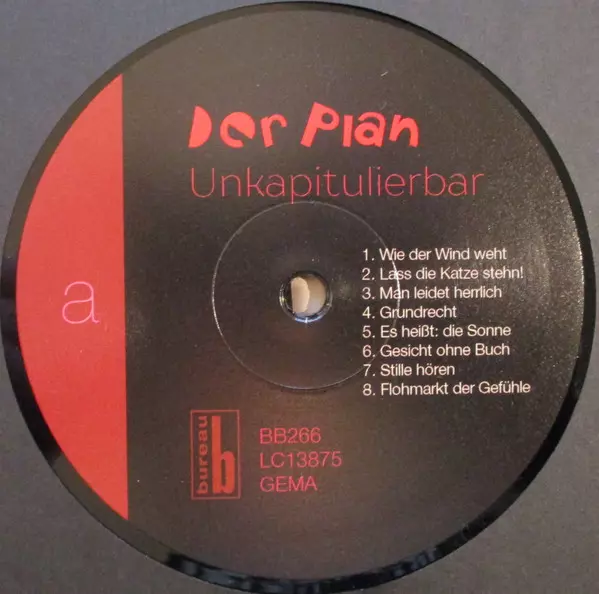 Der Plan
Unkapitulierbar
a
1. Wie der Wind weht
2. Lass die Katze stehn!
3. Man leidet herrlich
4. Grundrecht
5. Es heißt: die Sonne
6. Gesicht ohne Buch
7. Stille hören
8. Flohmarkt der Gefühle
bureau b
BB266
LC13875
GEMA